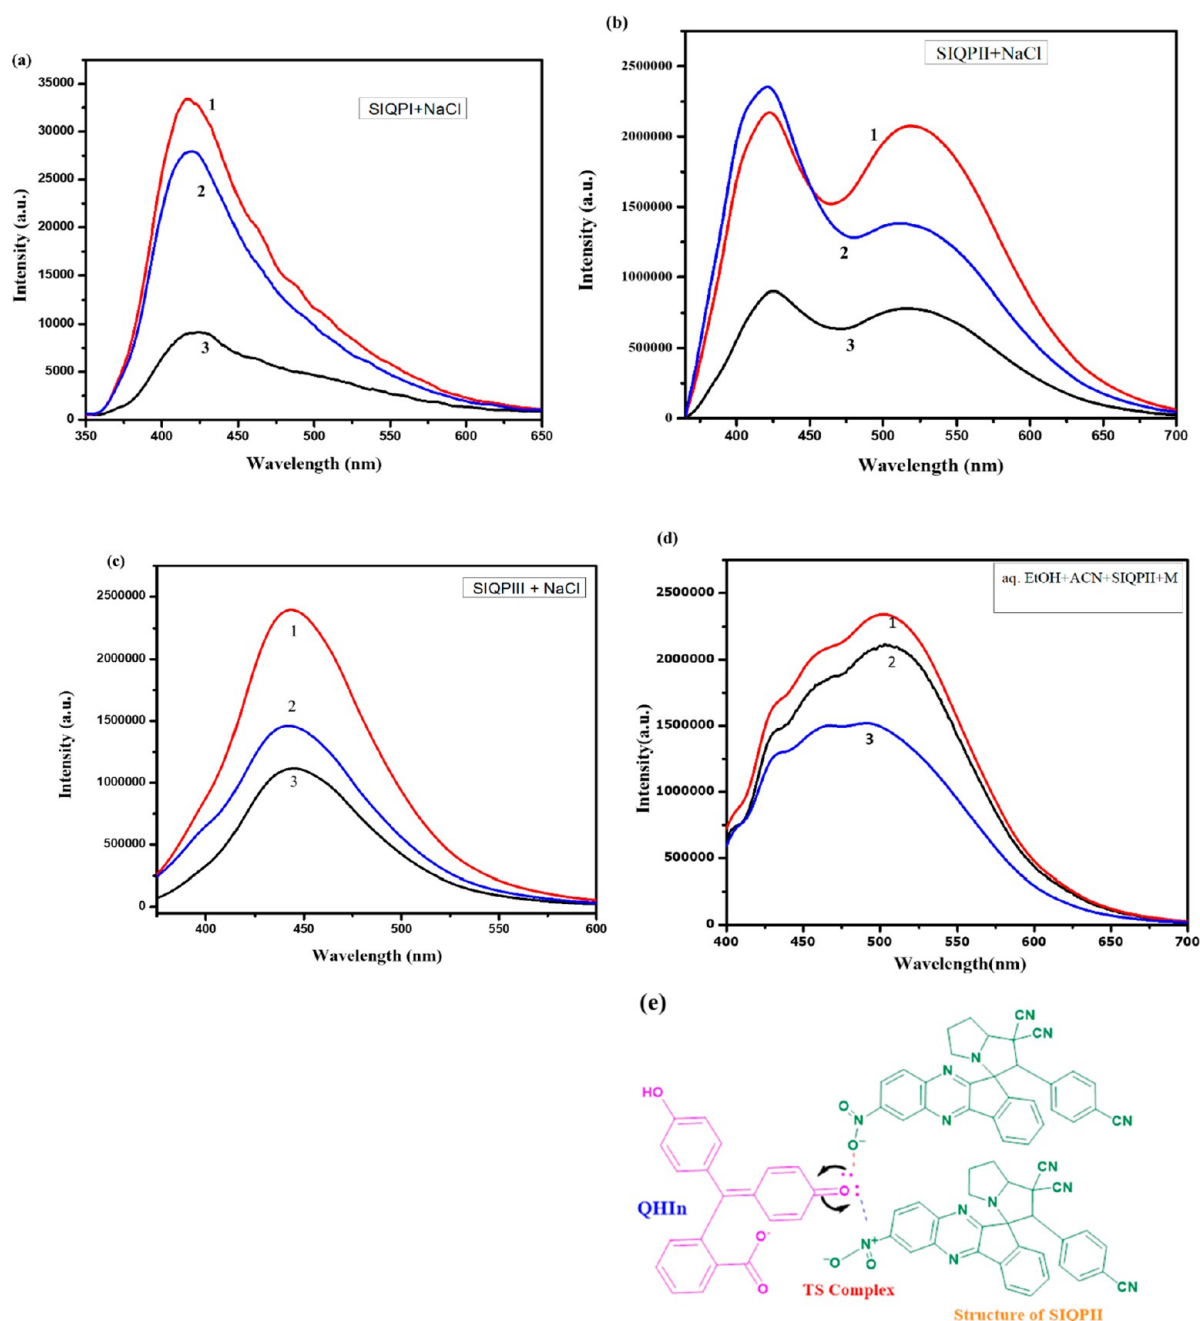 (a)
SIQPI+NaCl
35000
30000
25000
20000
15000
10000
5000
0
350 400 450 500 550 600 650
Intensity (a.u.)
Wavelength (nm)
1
2
3
(b)
SIQPII+NaCl
2500000
2000000
1500000
1000000
500000
0
400 450 500 550 600 650 700
Intensity (a.u.)
Wavelength (nm)
1
2
3
(c)
SIQPIII + NaCl
2500000
2000000
1500000
1000000
500000
0
400 450 500 550 600
Intensity (a.u.)
Wavelength (nm)
1
2
3
(d)
aq. EtOH+ACN+SIQPII+M
2500000
2000000
1500000
1000000
500000
0
400 450 500 550 600 650 700
Intensity(a.u.)
Wavelength(nm)
1
2
3
(e)
CN
CN
N
N
N
CN
O
N⁺
O⁻
HO
O
QHIn
O-
O
CN
CN
N
N
N
N⁺
⁻O
O
CN
TS Complex
Structure of SIQPII